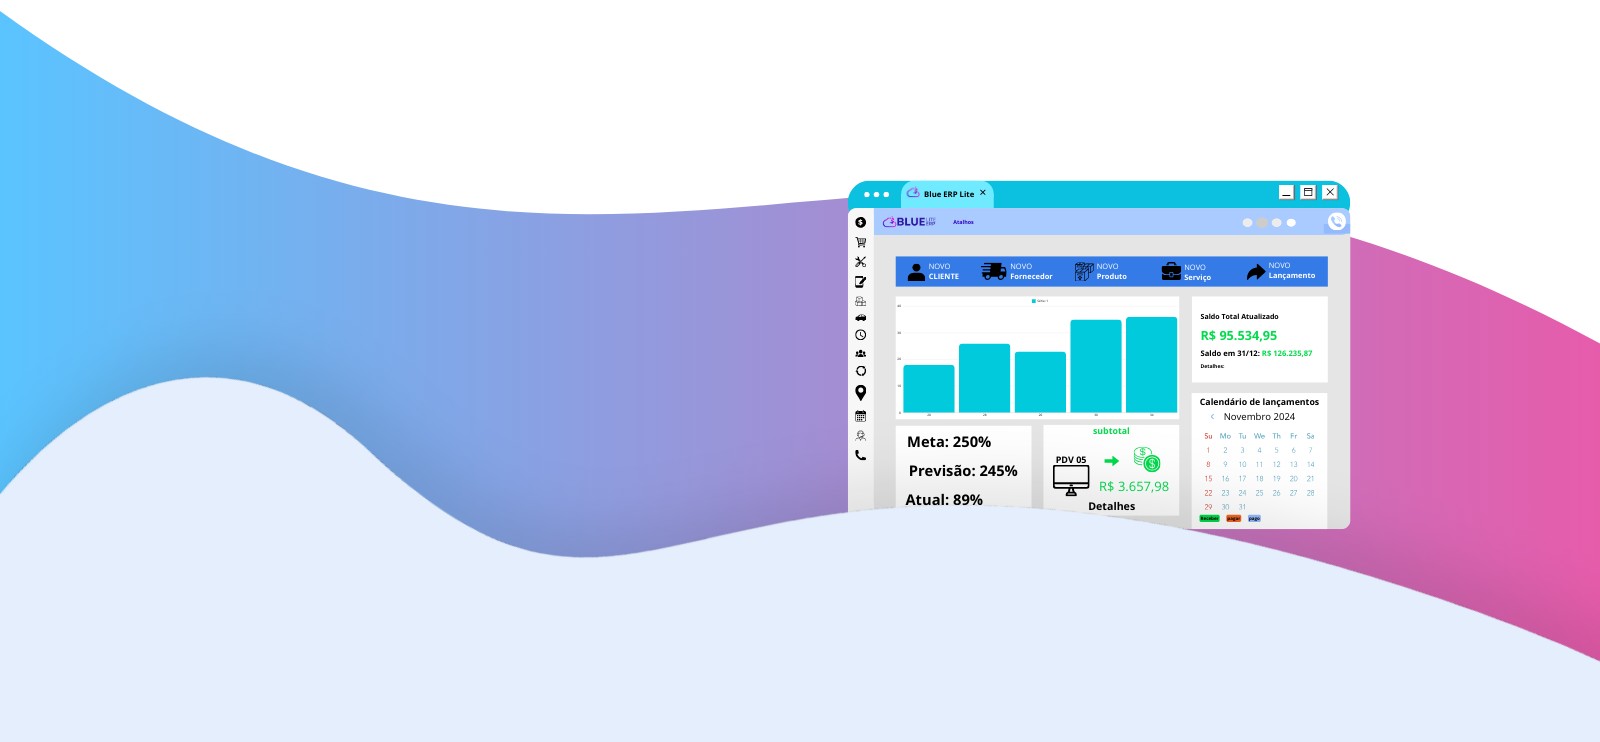 Blue ERP Lite
BLUE LITE ERP
Atalhos
NOVO
CLIENTE
NOVO
Fornecedor
NOVO
Produto
NOVO
Serviço
NOVO
Lançamento
Saldo Total Atualizado
R$ 95.534,95
Saldo em 31/12: R$ 126.235,87
Detalhes:
Meta: 250%
Previsão: 245%
Atual: 89%
subtotal
PDV 05
R$ 3.657,98
Detalhes
Calendário de lançamentos
< Novembro 2024
Su Mo Tu We Th Fr Sa
1 2 3 4 5 6 7
8 9 10 11 12 13 14
15 16 17 18 19 20 21
22 23 24 25 26 27 28
29 30 31
Receber pagar pago